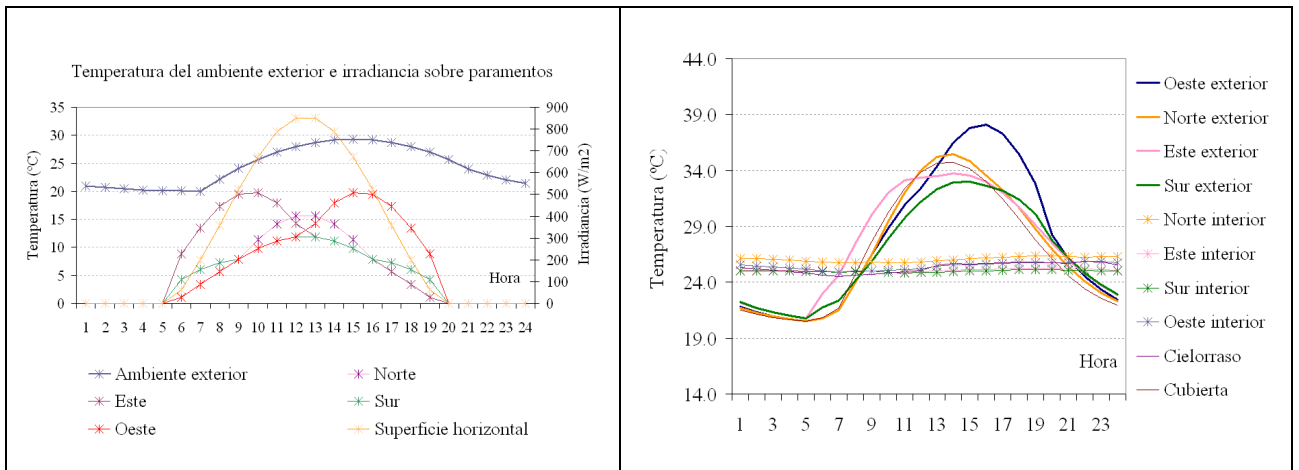 Temperatura del ambiente exterior e irradiancia sobre paramentos
35
30
25
20
15
10
5
0
Temperatura (°C)
900
800
700
600
500
400
300
200
100
0
Irradiancia (W/m2)
Hora
1 2 3 4 5 6 7 8 9 10 11 12 13 14 15 16 17 18 19 20 21 22 23 24
Ambiente exterior
Norte
Este
Sur
Oeste
Superficie horizontal
44.0
39.0
34.0
29.0
24.0
19.0
14.0
Temperatura (ºC)
Hora
1 3 5 7 9 11 13 15 17 19 21 23
Oeste exterior
Norte exterior
Este exterior
Sur exterior
Norte interior
Este interior
Sur interior
Oeste interior
Cielorraso
Cubierta